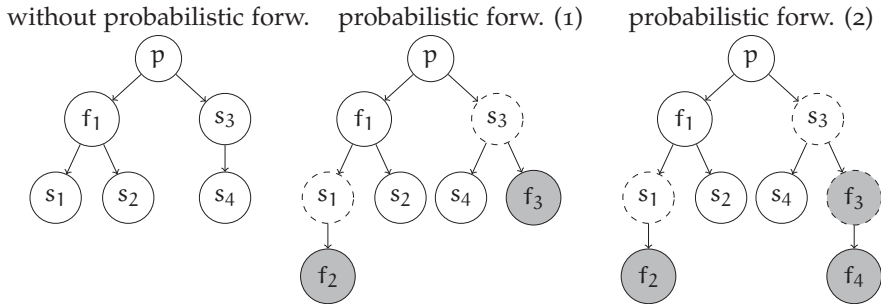 without probabilistic forw. probabilistic forw. (1) probabilistic forw. (2)
p p p
f₁ s₃ f₁ s₃ f₁ s₃
s₁ s₂ s₄ s₁ s₂ s₄ f₃ s₁ s₂ s₄ f₃
f₂ f₂ f₄